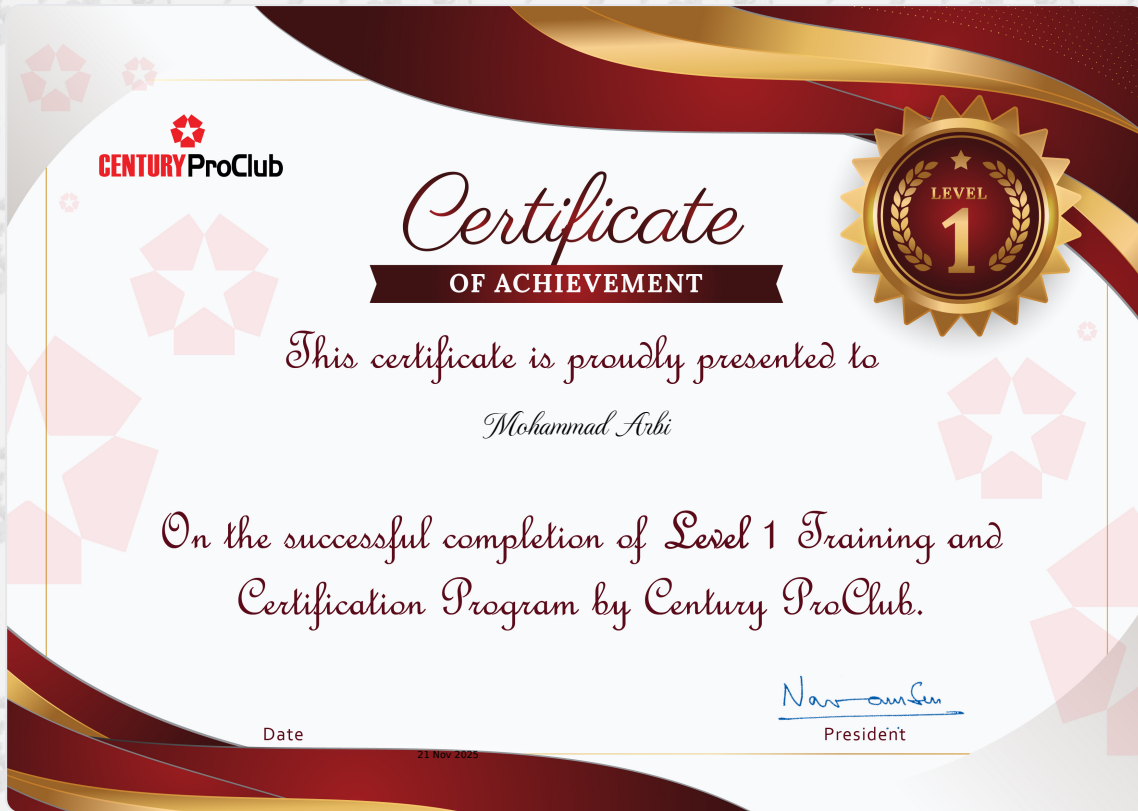 CENTURY ProClub
LEVEL
1
Certificate
OF ACHIEVEMENT
This certificate is proudly presented to
Mohammad Arbi
On the successful completion of Level 1 Training and
Certification Program by Century ProClub.
Date
President
21 Nov 2025